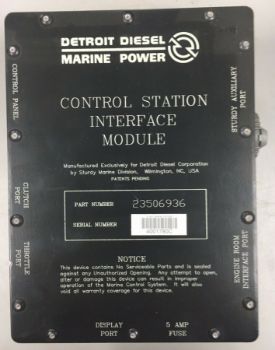 DETROIT DIESEL
MARINE POWER
CONTROL PANEL
STURDY AUXILIARY
PORT
CONTROL STATION
INTERFACE
MODULE
Manufactured Exclusively for Detroit Diesel Corporation
by Sturdy Marine Division, Wilmington, NC, USA
PATENTS PENDING
CLUTCH
PORT
PART NUMBER 23506936
SERIAL NUMBER
THROTTLE
PORT
ENGINE ROOM
INTERFACE PORT
NOTICE
This device contains No Serviceable Parts and is sealed
against any Unauthorized Opening. Any attempt to open,
alter or damage this device can result in improper
operation of the Marine Control System. It will also
void all warranty coverage for this device.
DISPLAY
PORT
5 AMP
FUSE